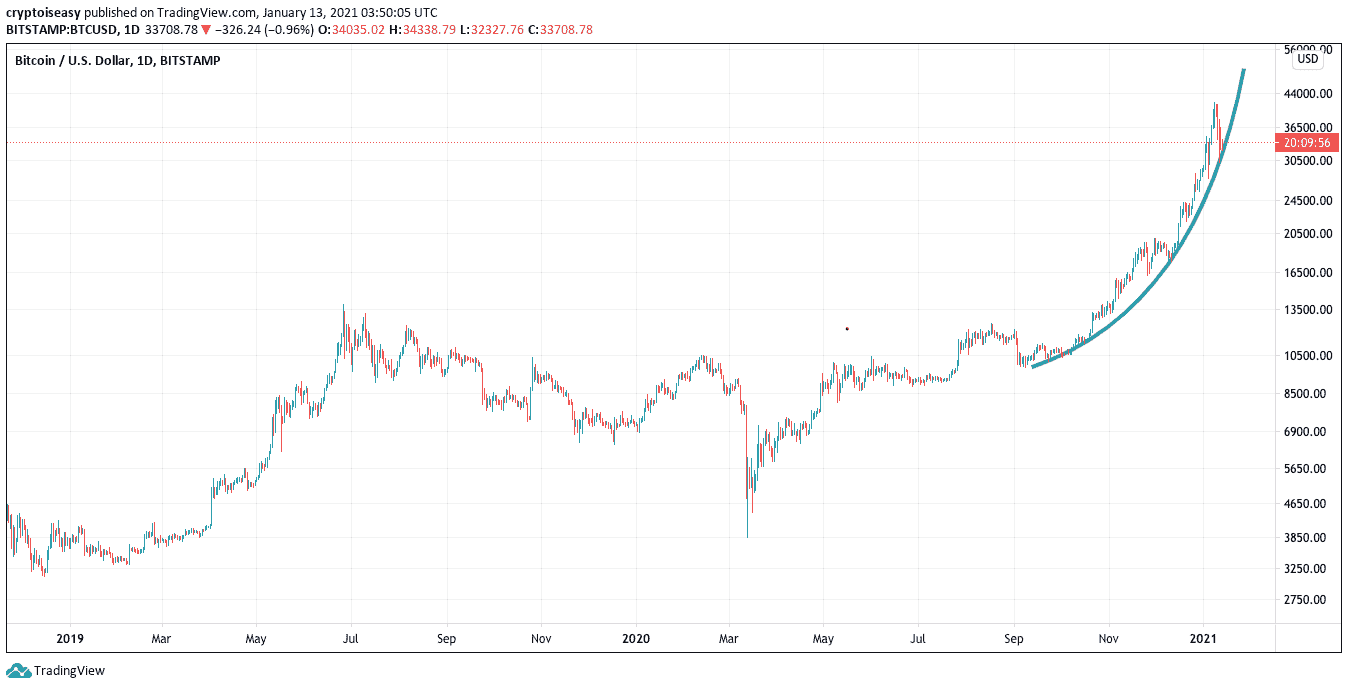 cryptoiseasy published on TradingView.com, January 13, 2021 03:50:05 UTC
BITSTAMP:BTCUSD, 1D 33708.78 ▼ −326.24 (−0.96%) O:34035.02 H:34338.79 L:32327.76 C:33708.78
Bitcoin / U.S. Dollar, 1D, BITSTAMP
56000.00
USD
44000.00
36500.00
20:09:56
30500.00
24500.00
20500.00
16500.00
13500.00
10500.00
8500.00
6900.00
5650.00
4650.00
3850.00
3250.00
2750.00
2019 Mar May Jul Sep Nov 2020 Mar May Jul Sep Nov 2021
TradingView